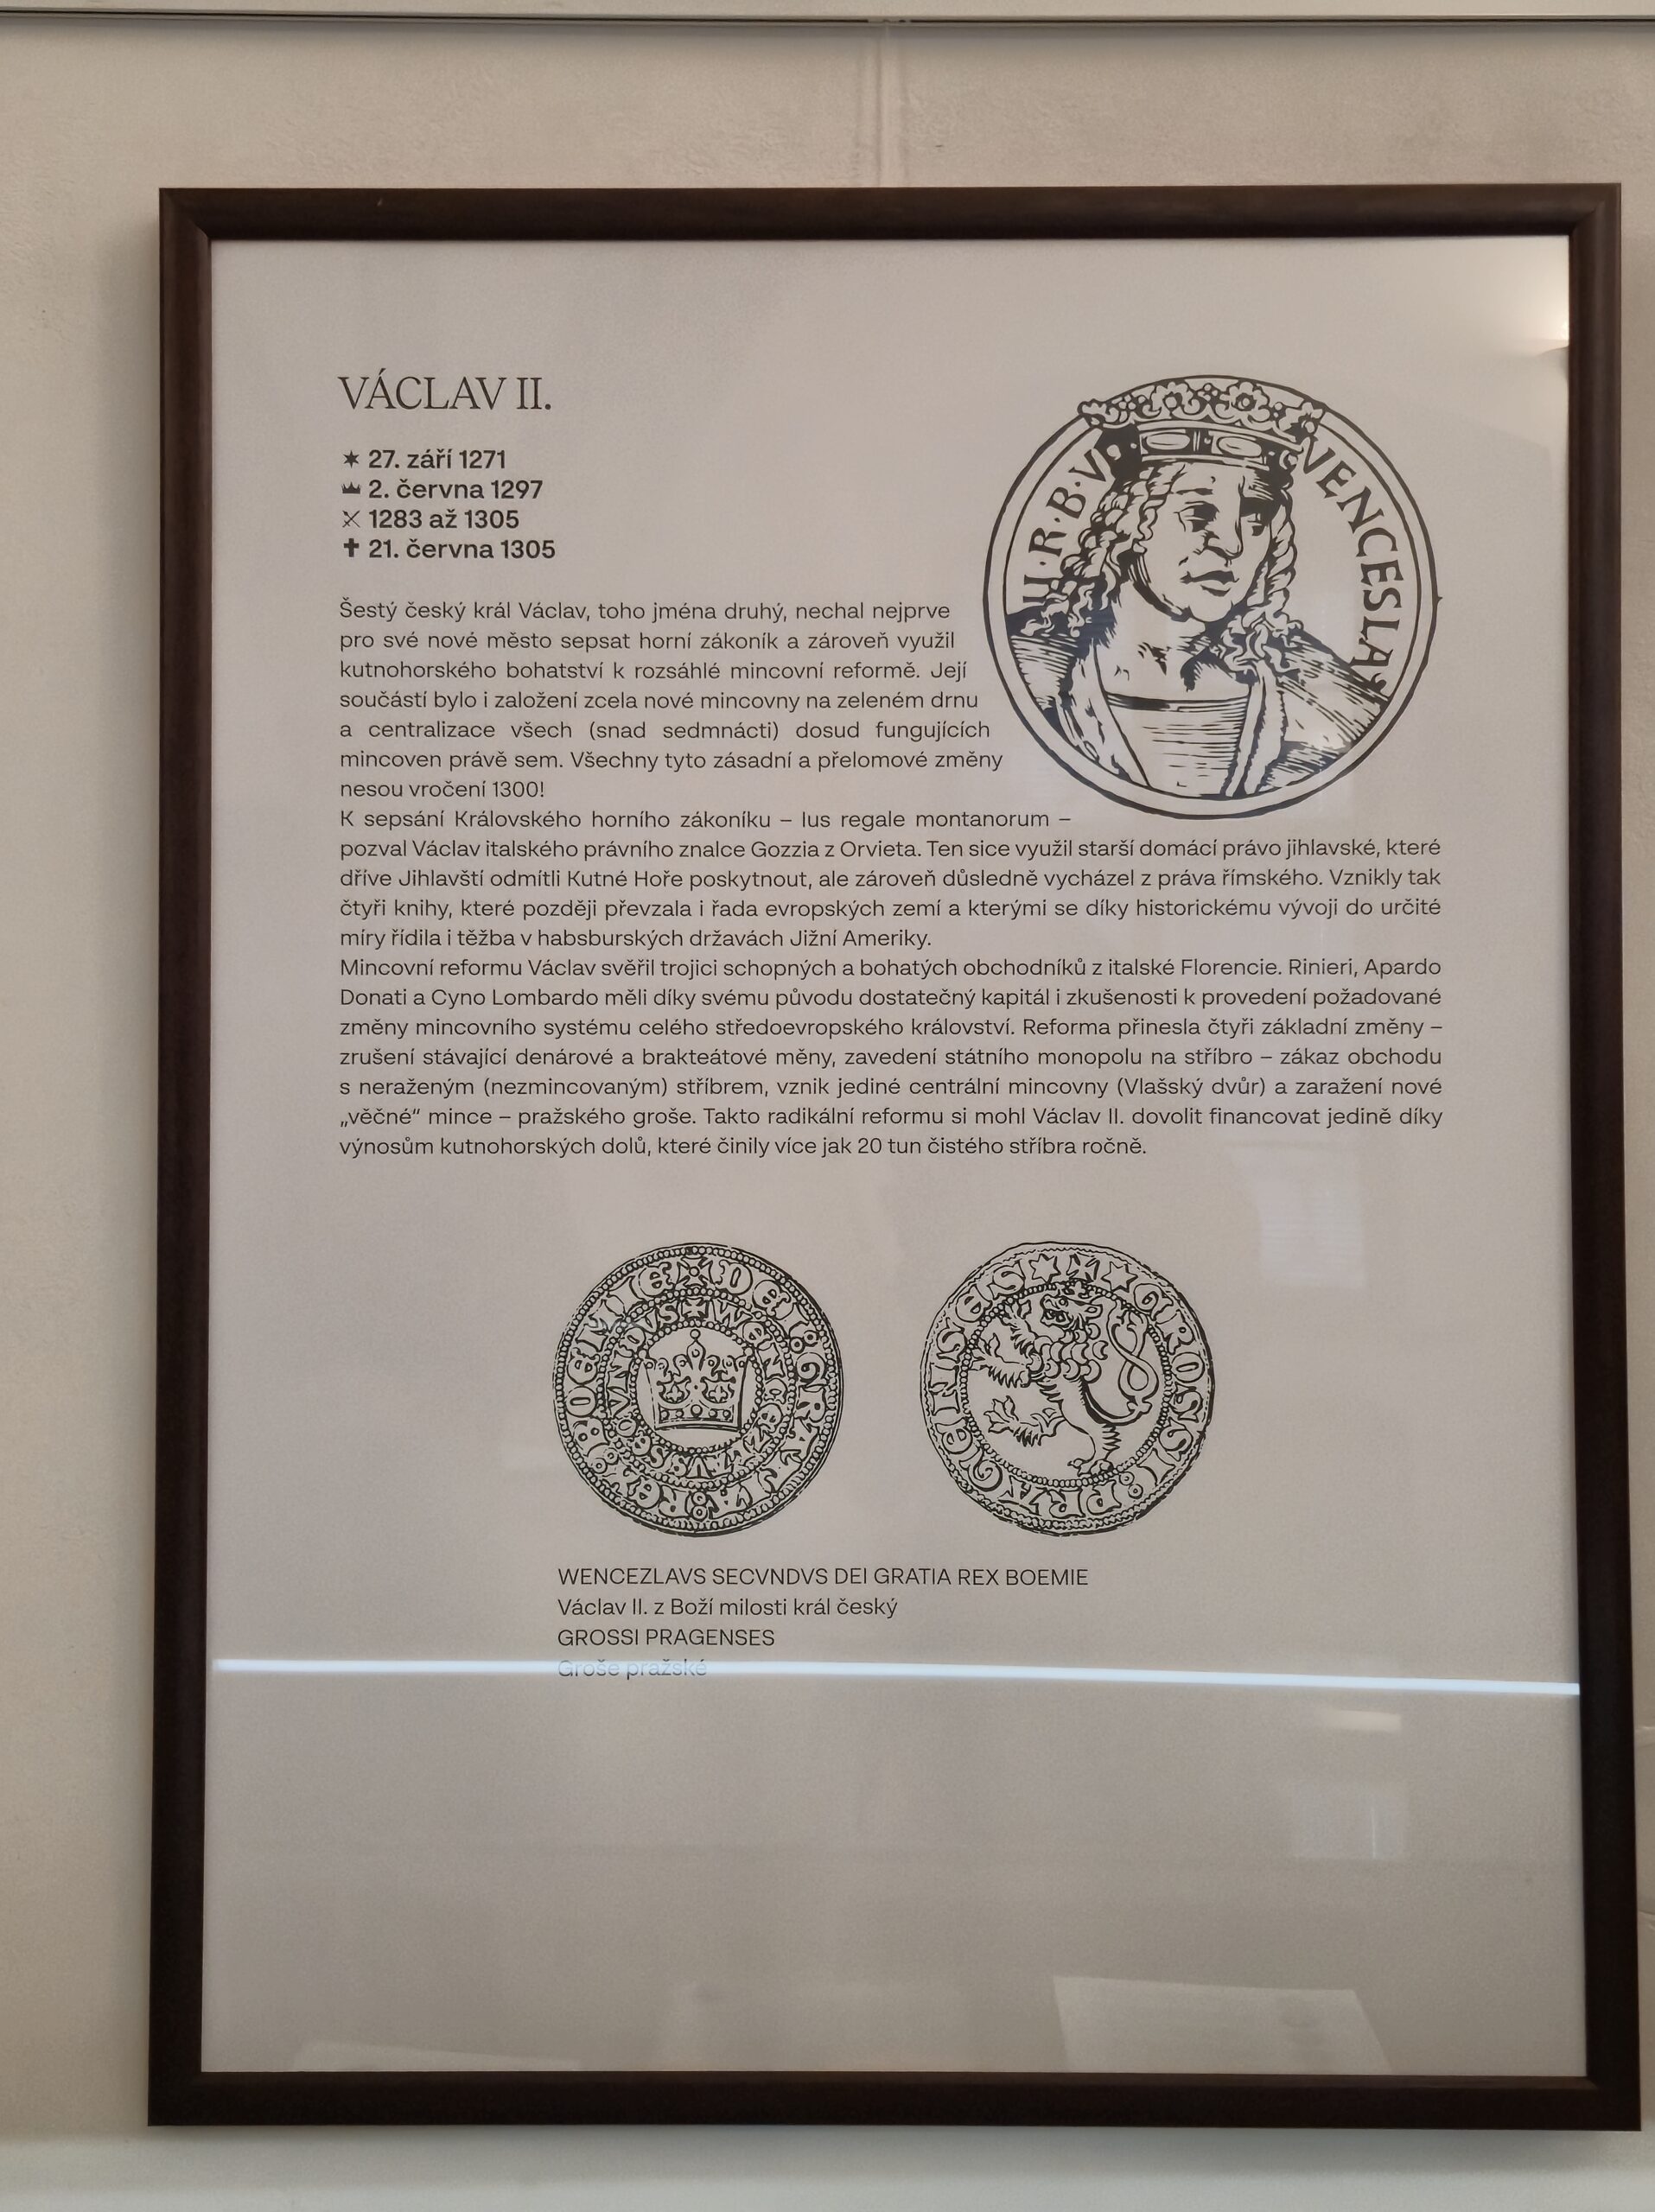 VÁCLAV II.
27. září 1271
2. června 1297
1283 až 1305
21. června 1305
VENCESLA
Šestý český král Václav, toho jména druhý, nechal nejprve
pro své nové město sepsat horní zákoník a zároveň využil
kutnohorského bohatství k rozsáhlé mincovní reformě. Její
součástí bylo i založení zcela nové mincovny na zeleném drnu
a centralizace všech (snad sedmnácti) dosud fungujících
mincoven právě sem. Všechny tyto zásadní a přelomové změny
nesou vročení 1300!
K sepsání Královského horního zákoníku – Ius regale montanorum –
pozval Václav italského právního znalce Gozzia z Orvieta. Ten sice využil starší domácí právo jihlavské, které
dříve Jihlavští odmítli Kutné Hoře poskytnout, ale zároveň důsledně vycházel z práva římského. Vznikly tak
čtyři knihy, které později převzala i řada evropských zemí a kterými se díky historickému vývoji do určité
míry řídila i těžba v habsburských državách Jižní Ameriky.
Mincovní reformu Václav svěřil trojici schopných a bohatých obchodníků z italské Florencie. Rinieri, Apardo
Donati a Cyno Lombardo měli díky svému původu dostatečný kapitál i zkušenosti k provedení požadované
změny mincovního systému celého středoevropského království. Reforma přinesla čtyři základní změny –
zrušení stávající denárové a brakteátové měny, zavedení státního monopolu na stříbro – zákaz obchodu
s neraženým (nezmincovaným) stříbrem, vznik jediné centrální mincovny (Vlašský dvůr) a zaražení nové
„věčné“ mince – pražského groše. Takto radikální reformu si mohl Václav II. dovolit financovat jedině díky
výnosům kutnohorských dolů, které činily více jak 20 tun čistého stříbra ročně.
WENCEZLAVS SECVNDVS DEI GRATIA REX BOEMIE
Václav II. z Boží milosti král český
GROSSI PRAGENSES
Groše pražské